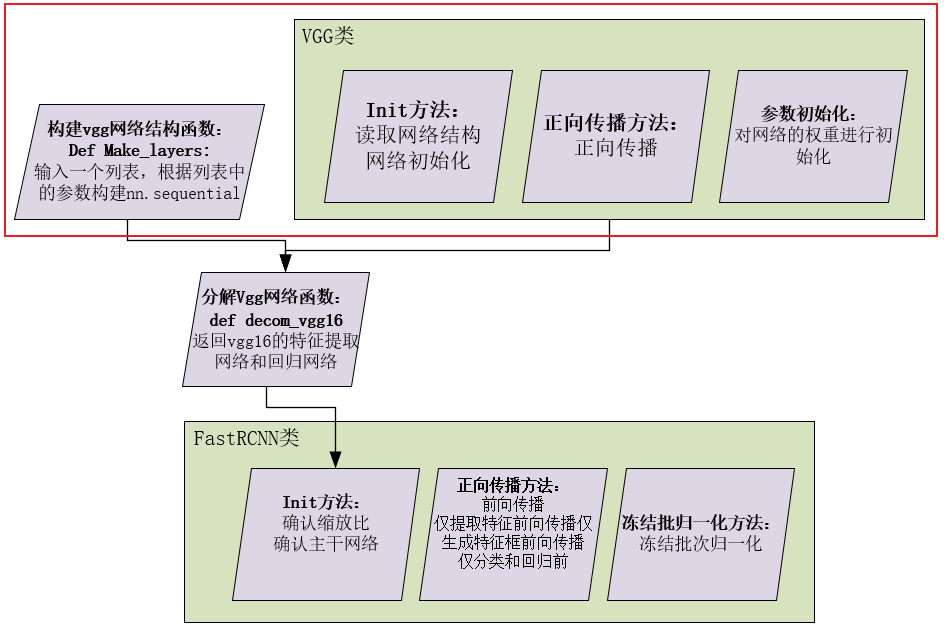 VGG类
Init方法：
读取网络结构
网络初始化
正向传播方法：
正向传播
参数初始化：
对网络的权重进行初
始化
构建vgg网络结构函数：
Def Make_layers:
输入一个列表，根据列表中
的参数构建nn.sequential
分解Vgg网络函数：
def decom_vgg16
返回vgg16的特征提取
网络和回归网络
FastRCNN类
Init方法：
确认缩放比
确认主干网络
正向传播方法：
前向传播
仅提取特征前向传播仅
生成特征框前向传播
仅分类和回归前
冻结批归一化方法：
冻结批次归一化